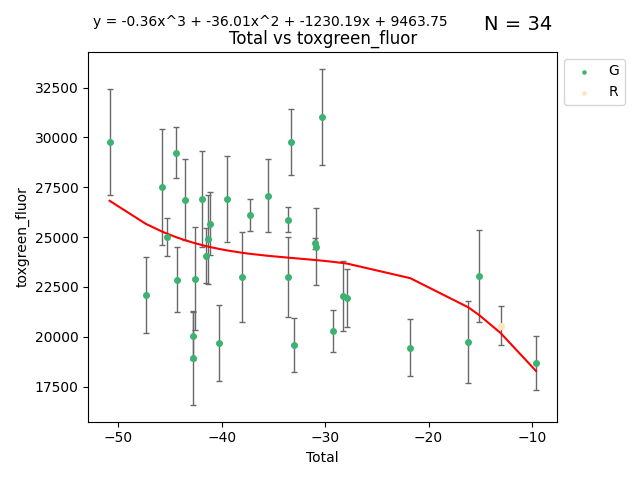 y = -0.36x^3 + -36.01x^2 + -1230.19x + 9463.75
N = 34
Total vs toxgreen_fluor
G
R
32500
30000
27500
25000
22500
20000
17500
toxgreen_fluor
−50
−40
−30
−20
−10
Total